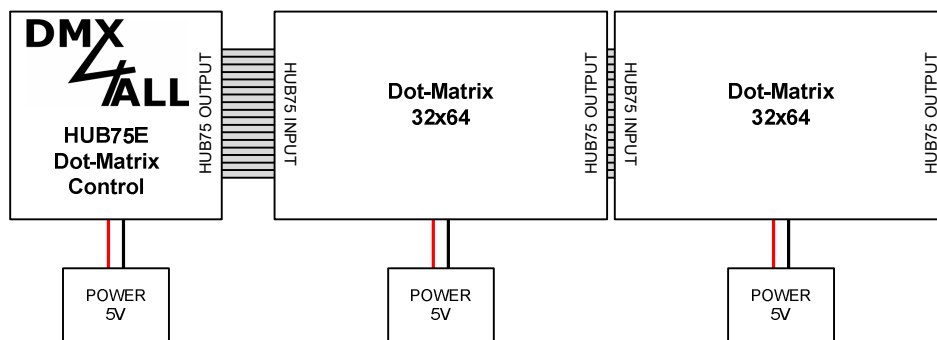 DMX
4
ALL
HUB75E
Dot-Matrix
Control
HUB75 OUTPUT
HUB75 INPUT
Dot-Matrix
32x64
HUB75 OUTPUT
HUB75 INPUT
Dot-Matrix
32x64
HUB75 OUTPUT
POWER
5V
POWER
5V
POWER
5V